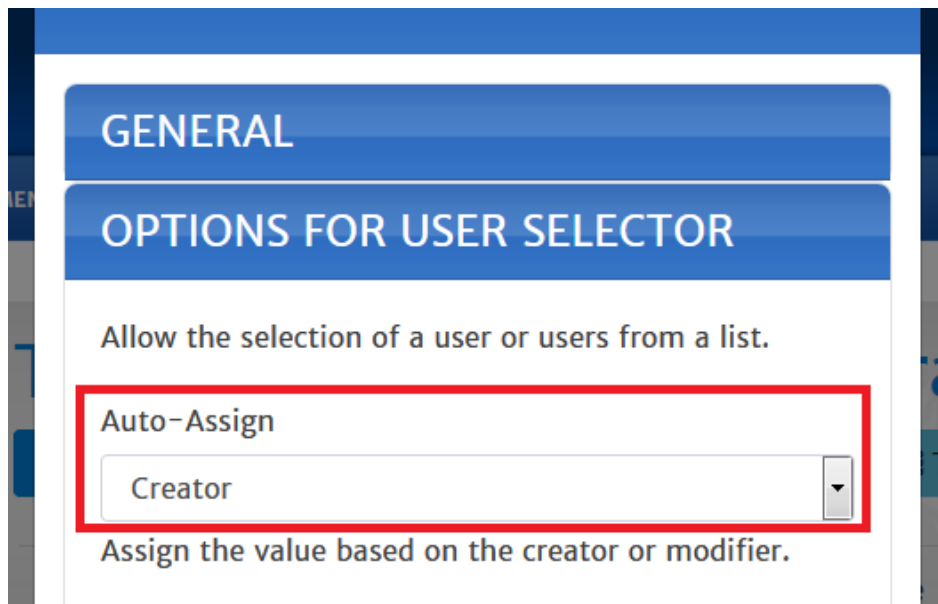 GENERAL
OPTIONS FOR USER SELECTOR
Allow the selection of a user or users from a list.
Auto-Assign
Creator
Assign the value based on the creator or modifier.